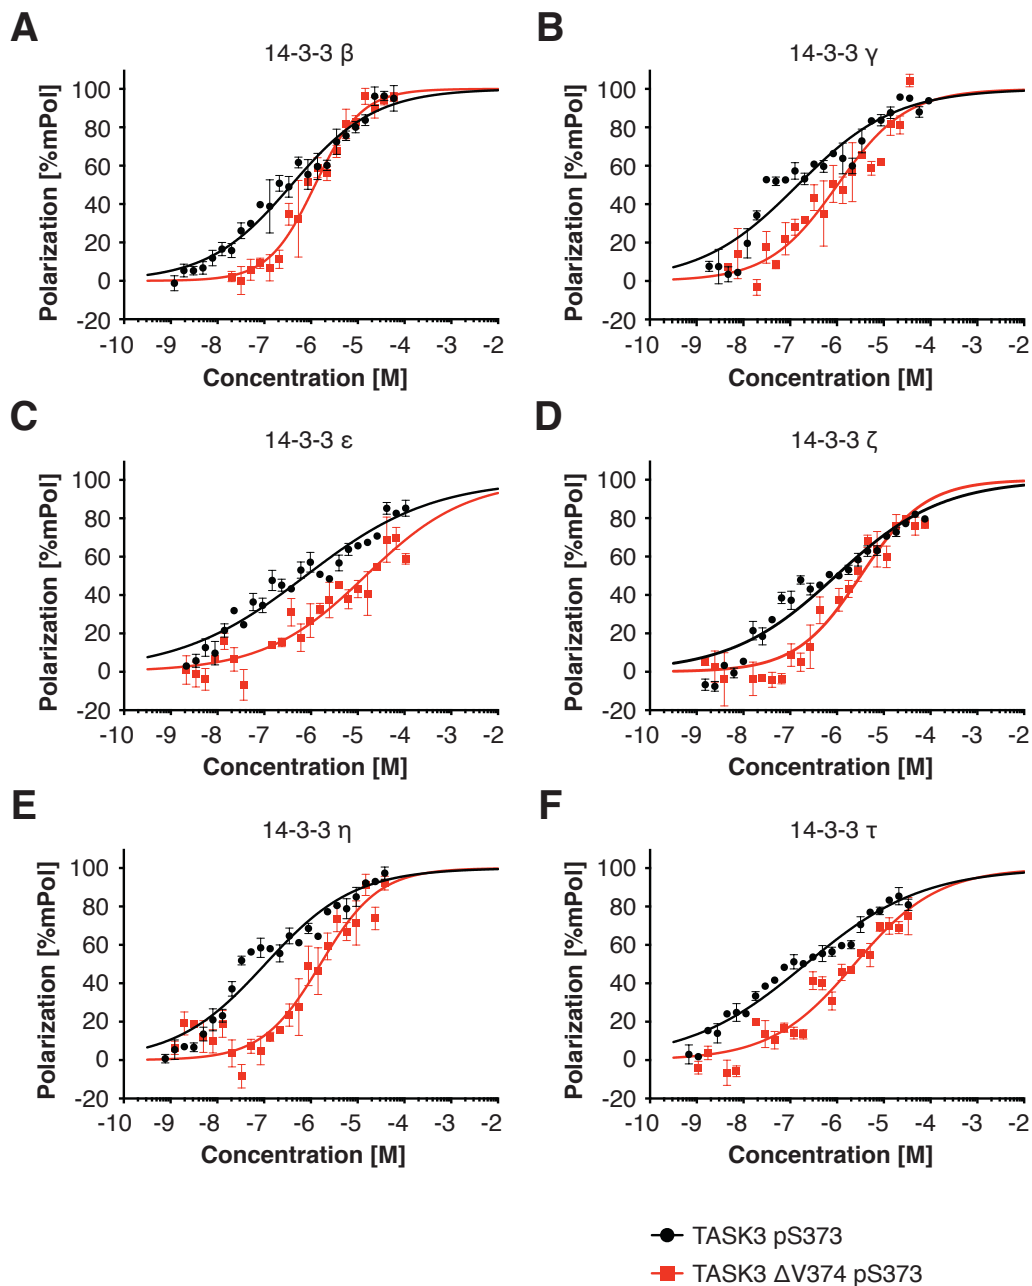 A
14-3-3 β
Polarization [%mPol]
100
80
60
40
20
0
-20
-10 -9 -8 -7 -6 -5 -4 -3 -2
Concentration [M]
B
14-3-3 γ
Polarization [%mPol]
100
80
60
40
20
0
-20
-10 -9 -8 -7 -6 -5 -4 -3 -2
Concentration [M]
C
14-3-3 ε
Polarization [%mPol]
100
80
60
40
20
0
-20
-10 -9 -8 -7 -6 -5 -4 -3 -2
Concentration [M]
D
14-3-3 ζ
Polarization [%mPol]
100
80
60
40
20
0
-20
-10 -9 -8 -7 -6 -5 -4 -3 -2
Concentration [M]
E
14-3-3 η
Polarization [%mPol]
100
80
60
40
20
0
-20
-10 -9 -8 -7 -6 -5 -4 -3 -2
Concentration [M]
F
14-3-3 τ
Polarization [%mPol]
100
80
60
40
20
0
-20
-10 -9 -8 -7 -6 -5 -4 -3 -2
Concentration [M]
TASK3 pS373
TASK3 ΔV374 pS373